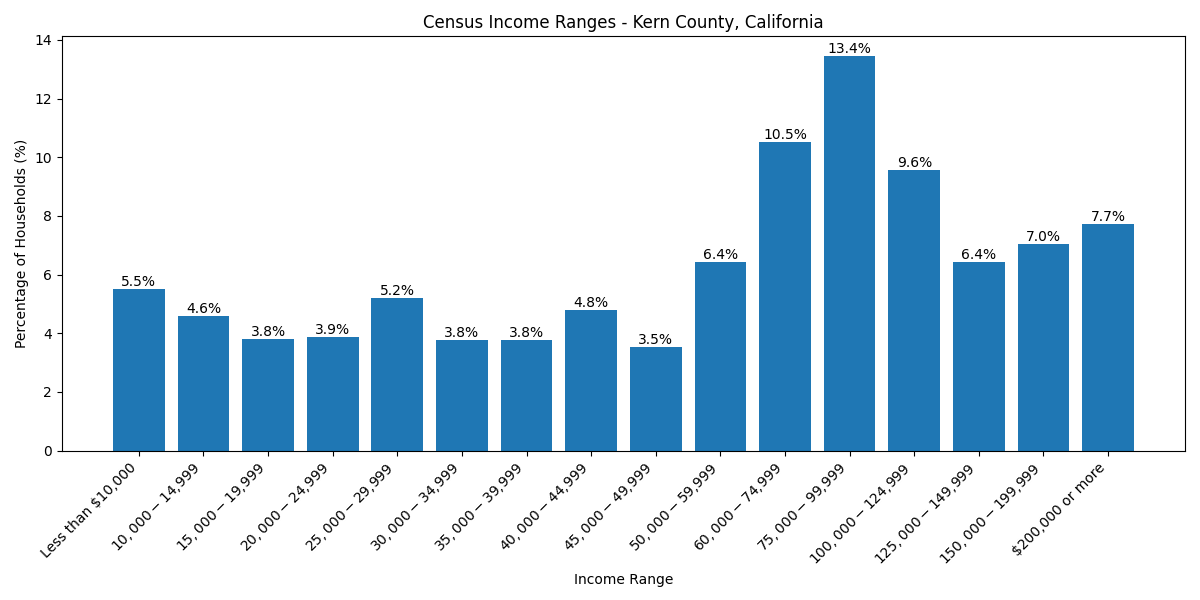 Census Income Ranges - Kern County, California
Percentage of Households (%)
14
12
10
8
6
4
2
0
5.5%
4.6%
3.8%
3.9%
5.2%
3.8%
3.8%
4.8%
3.5%
6.4%
10.5%
13.4%
9.6%
6.4%
7.0%
7.7%
Less than $10,000
10,000 − 14,999
15,000 − 19,999
20,000 − 24,999
25,000 − 29,999
30,000 − 34,999
35,000 − 39,999
40,000 − 44,999
45,000 − 49,999
50,000 − 59,999
60,000 − 74,999
75,000 − 99,999
100,000 − 124,999
125,000 − 149,999
150,000 − 199,999
$200,000 or more
Income Range